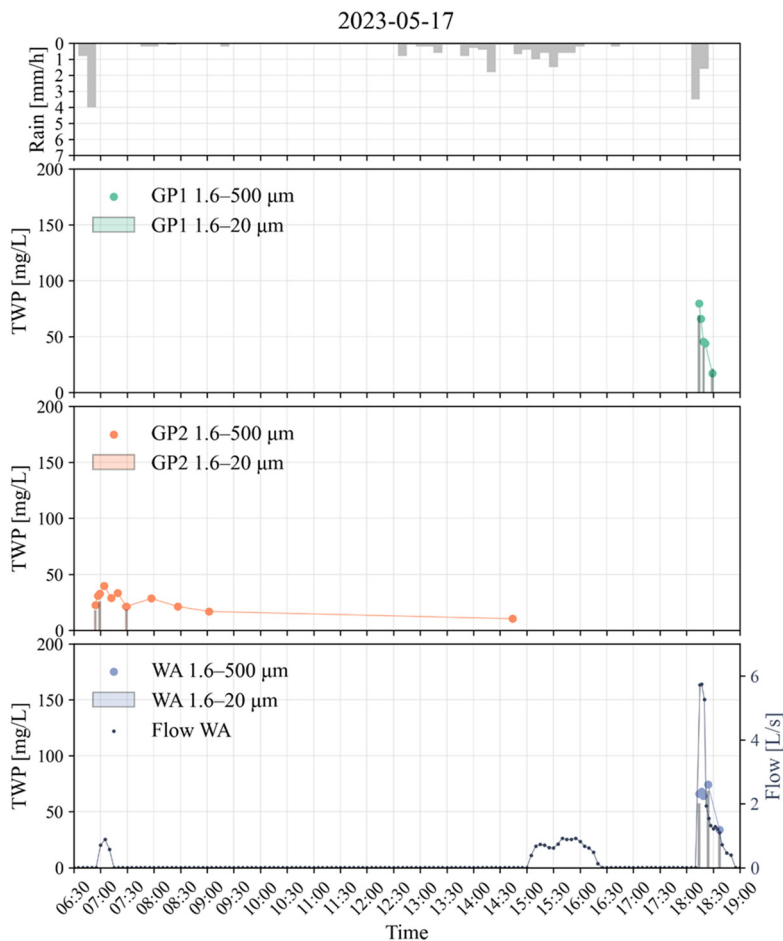 2023-05-17
Rain [mm/h]
0
1
2
3
4
5
6
7
TWP [mg/L]
200
150
100
50
0
GP1 1.6–500 µm
GP1 1.6–20 µm
TWP [mg/L]
200
150
100
50
0
GP2 1.6–500 µm
GP2 1.6–20 µm
TWP [mg/L]
200
150
100
50
0
WA 1.6–500 µm
WA 1.6–20 µm
Flow WA
6
4
2
0
Flow [L/s]
06:30 07:00 07:30 08:00 08:30 09:00 09:30 10:00 10:30 11:00 11:30 12:00 12:30 13:00 13:30 14:00 14:30 15:00 15:30 16:00 16:30 17:00 17:30 18:00 18:30 19:00
Time